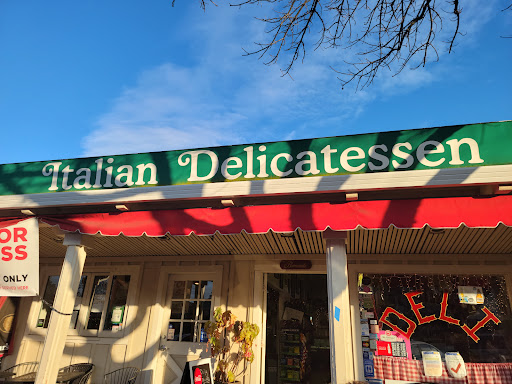 Italian Delicatessen
OR
SS
ONLY
DELI